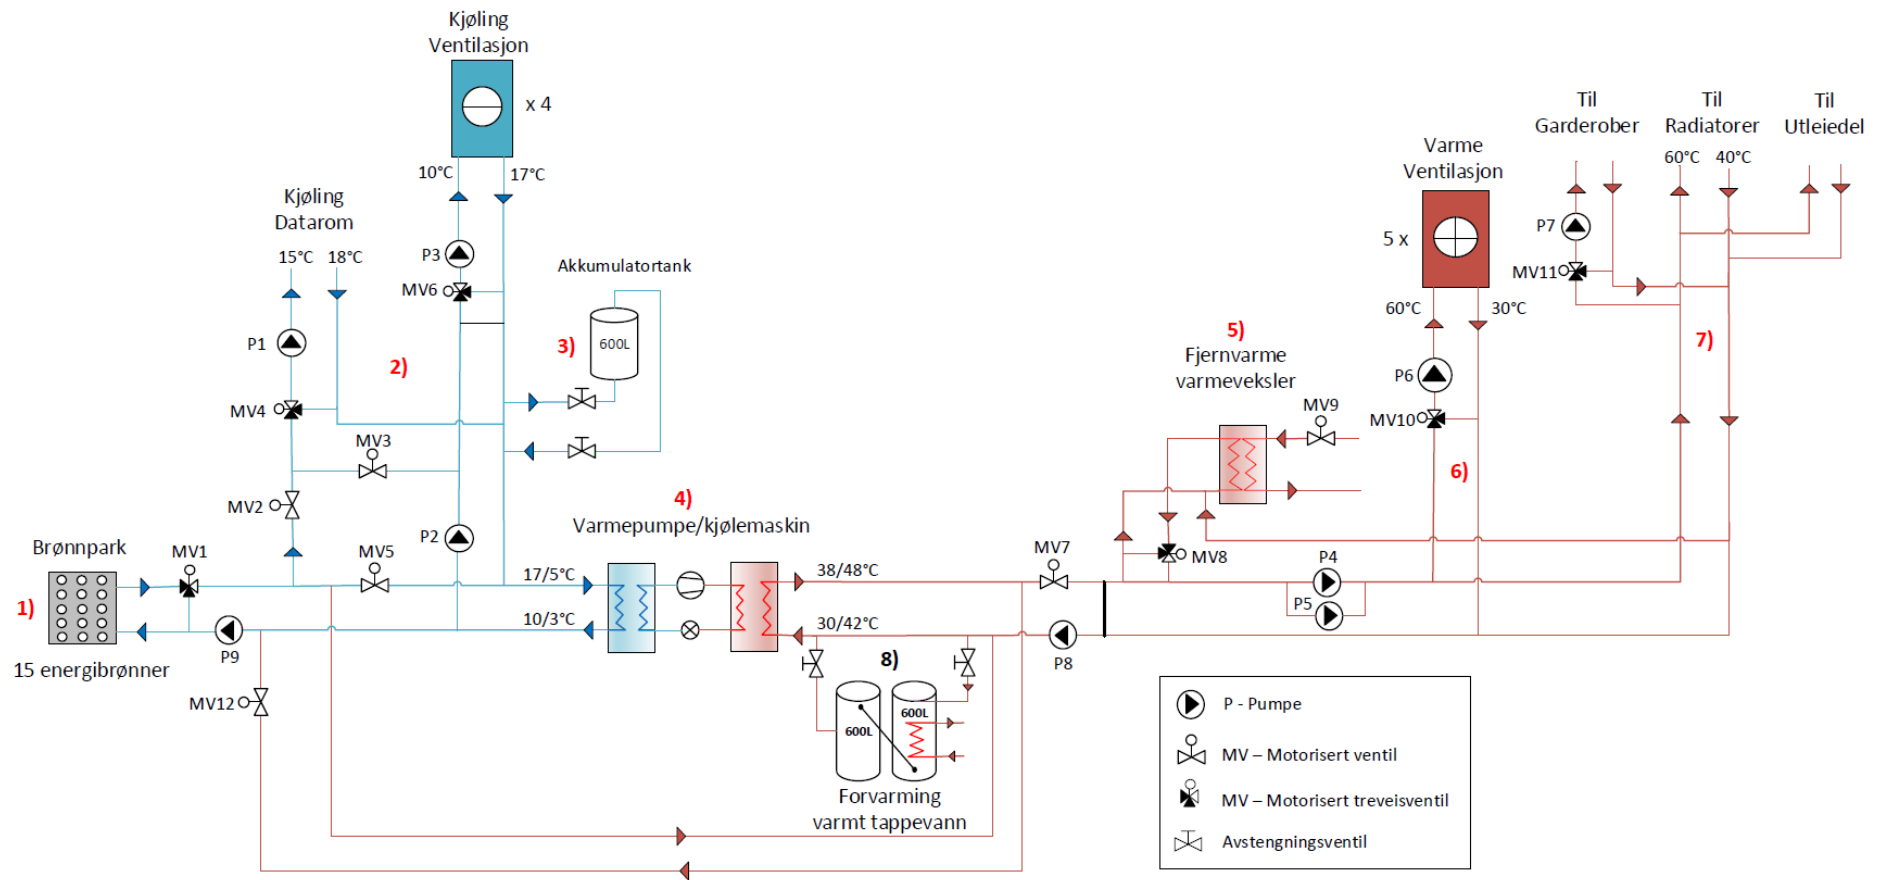 Kjøling
Ventilasjon
x 4
10°C
17°C
Kjøling
Datarom
15°C
18°C
P3
MV6
Akkumulatortank
600L
3)
P1
2)
MV4
MV3
MV2
P2
4)
Varmepumpe/kjølemaskin
Brønnpark
MV1
MV5
17/5°C
38/48°C
1)
10/3°C
30/42°C
P9
15 energibrønner
MV12
8)
600L
600L
Forvarming
varmt tappevann
P8
MV7
5)
Fjernvarme
varmeveksler
MV9
MV8
P4
P5
Varme
Ventilasjon
5 x
60°C
30°C
P6
MV10
6)
Til
Garderober
Til
Radiatorer
Til
Utleiedel
60°C
40°C
P7
MV11
7)
P - Pumpe
MV – Motorisert ventil
MV – Motorisert treveisventil
Avstengningsventil